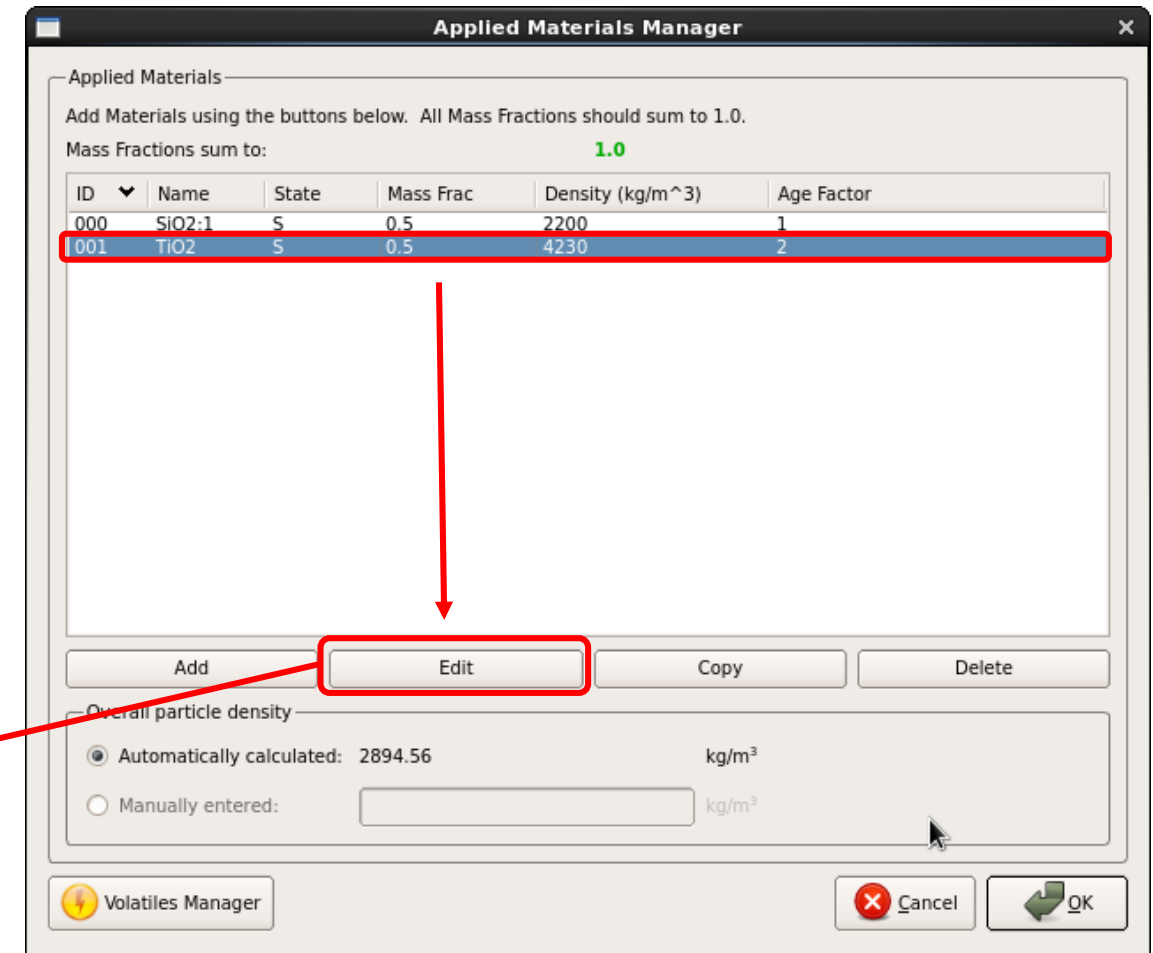 Applied Materials Manager
Applied Materials
Add Materials using the buttons below. All Mass Fractions should sum to 1.0.
Mass Fractions sum to: 1.0
ID Name State Mass Frac Density (kg/m^3) Age Factor
000 SiO2:1 S 0.5 2200 1
001 TiO2 S 0.5 4230 2
Add Edit Copy Delete
Overall particle density
Automatically calculated: 2894.56 kg/m³
Manually entered: kg/m³
Volatiles Manager Cancel OK